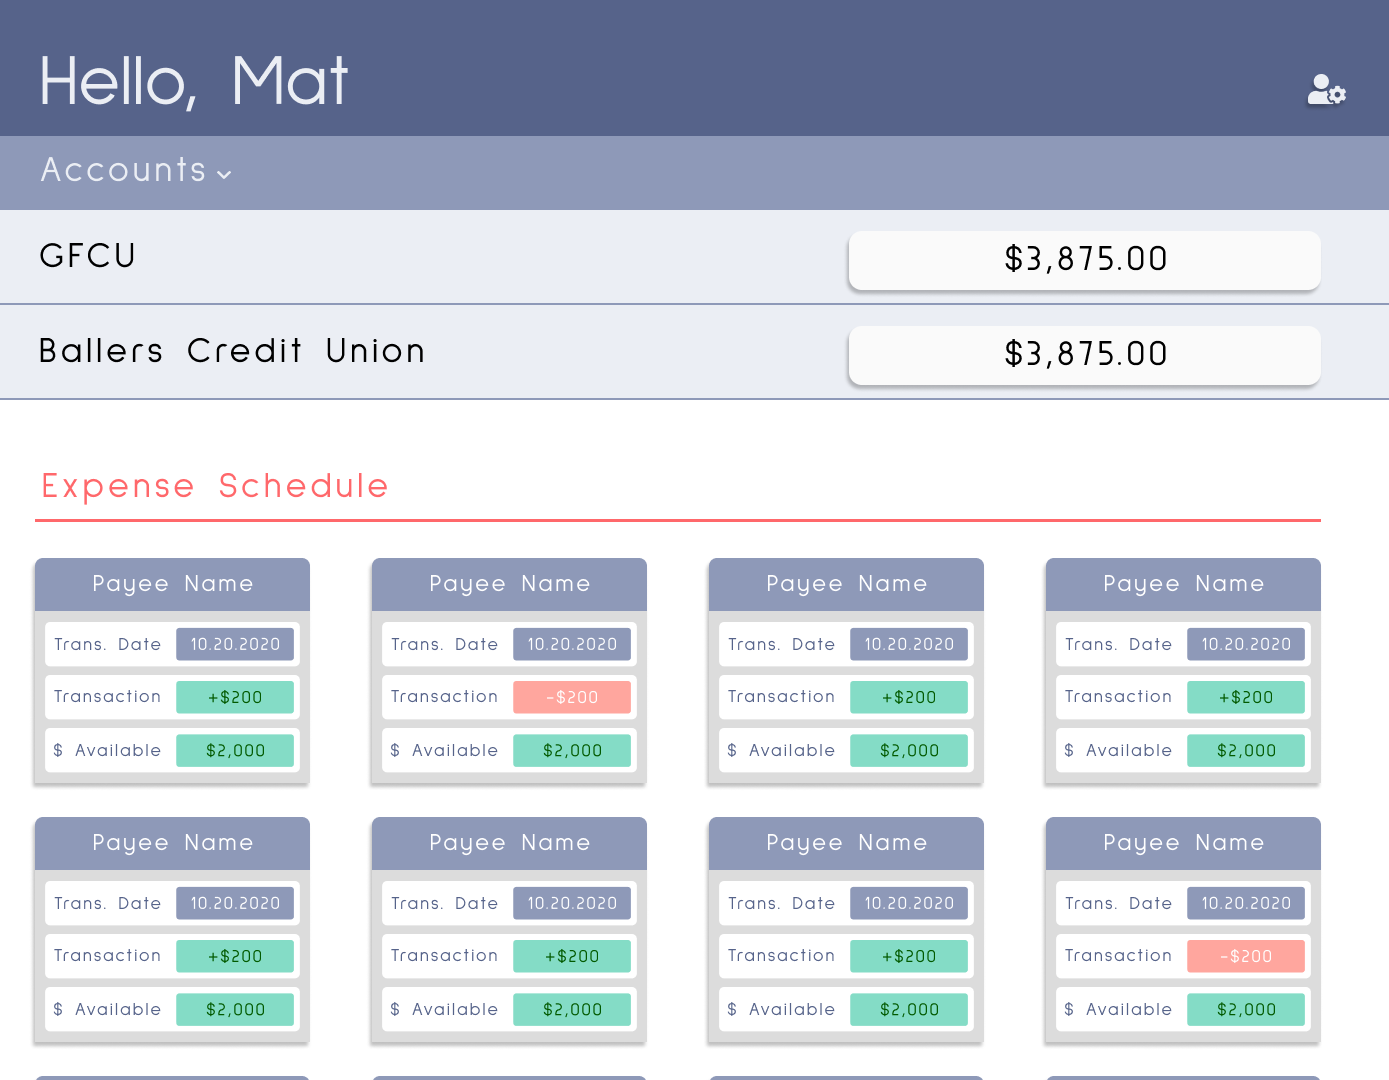 Hello, Mat
Accounts
GFCU $3,875.00
Ballers Credit Union $3,875.00
Expense Schedule
Payee Name Payee Name Payee Name Payee Name
Trans. Date 10.20.2020 Trans. Date 10.20.2020 Trans. Date 10.20.2020 Trans. Date 10.20.2020
Transaction +$200 Transaction -$200 Transaction +$200 Transaction +$200
$ Available $2,000 $ Available $2,000 $ Available $2,000 $ Available $2,000
Payee Name Payee Name Payee Name Payee Name
Trans. Date 10.20.2020 Trans. Date 10.20.2020 Trans. Date 10.20.2020 Trans. Date 10.20.2020
Transaction +$200 Transaction +$200 Transaction +$200 Transaction -$200
$ Available $2,000 $ Available $2,000 $ Available $2,000 $ Available $2,000